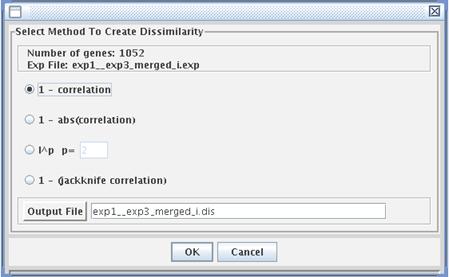 Select Method To Create Dissimilarity
Number of genes: 1052
Exp File: exp1__exp3_merged_i.exp
1 - correlation
1 - abs(correlation)
l^p p= 2
1 - (jackknife correlation)
Output File exp1__exp3_merged_i.dis
OK Cancel